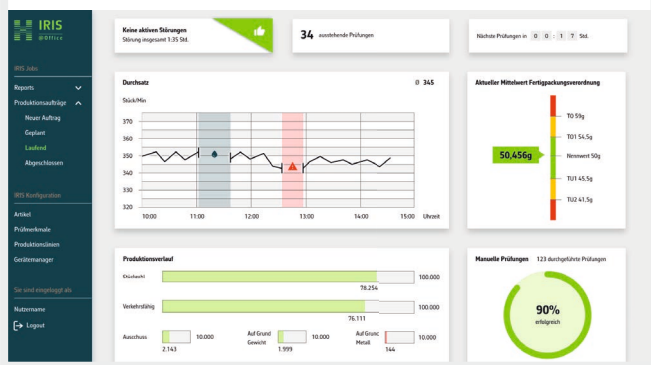 IRIS
@Office
IRIS Jobs
Reports
Produktionsaufträge
Neuer Auftrag
Geplant
Laufend
Abgeschlossen
IRIS Konfiguration
Artikel
Prüfmerkmale
Produktionslinien
Gerätemanager
Sie sind eingeloggt als
Nutzername
Logout
Keine aktiven Störungen
Störung insgesamt 1:35 Std.
34 ausstehende Prüfungen
Nächste Prüfungen in 0 0 : 1 7 Std.
Durchsatz Ø 345
Stück/Min
370
360
350
340
330
320
10:00 11:00 12:00 13:00 14:00 15:00 Uhrzeit
Aktueller Mittelwert Fertigpackungsverordnung
TO 59g
TO1 54,5g
50,456g Nennwert 50g
TU1 45.5g
TU2 41.5g
Produktionsverlauf
Stückzahl 100.000
78.254
Verkehrsfähig 100.000
76.111
Ausschuss 10.000
2.143
Auf Grund
Gewicht 10.000
1.999
Auf Grund
Metall 10.000
144
Manuelle Prüfungen 123 durchgeführte Prüfungen
90%
erfolgreich